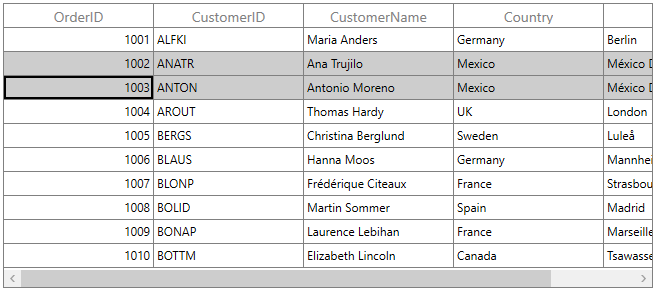 OrderID CustomerID CustomerName Country
1001 ALFKI Maria Anders Germany Berlin
1002 ANATR Ana Trujilo Mexico México D
1003 ANTON Antonio Moreno Mexico México D
1004 AROUT Thomas Hardy UK London
1005 BERGS Christina Berglund Sweden Luleå
1006 BLAUS Hanna Moos Germany Mannhei
1007 BLONP Frédérique Citeaux France Strasbou
1008 BOLID Martin Sommer Spain Madrid
1009 BONAP Laurence Lebihan France Marseille
1010 BOTTM Elizabeth Lincoln Canada Tsawasse